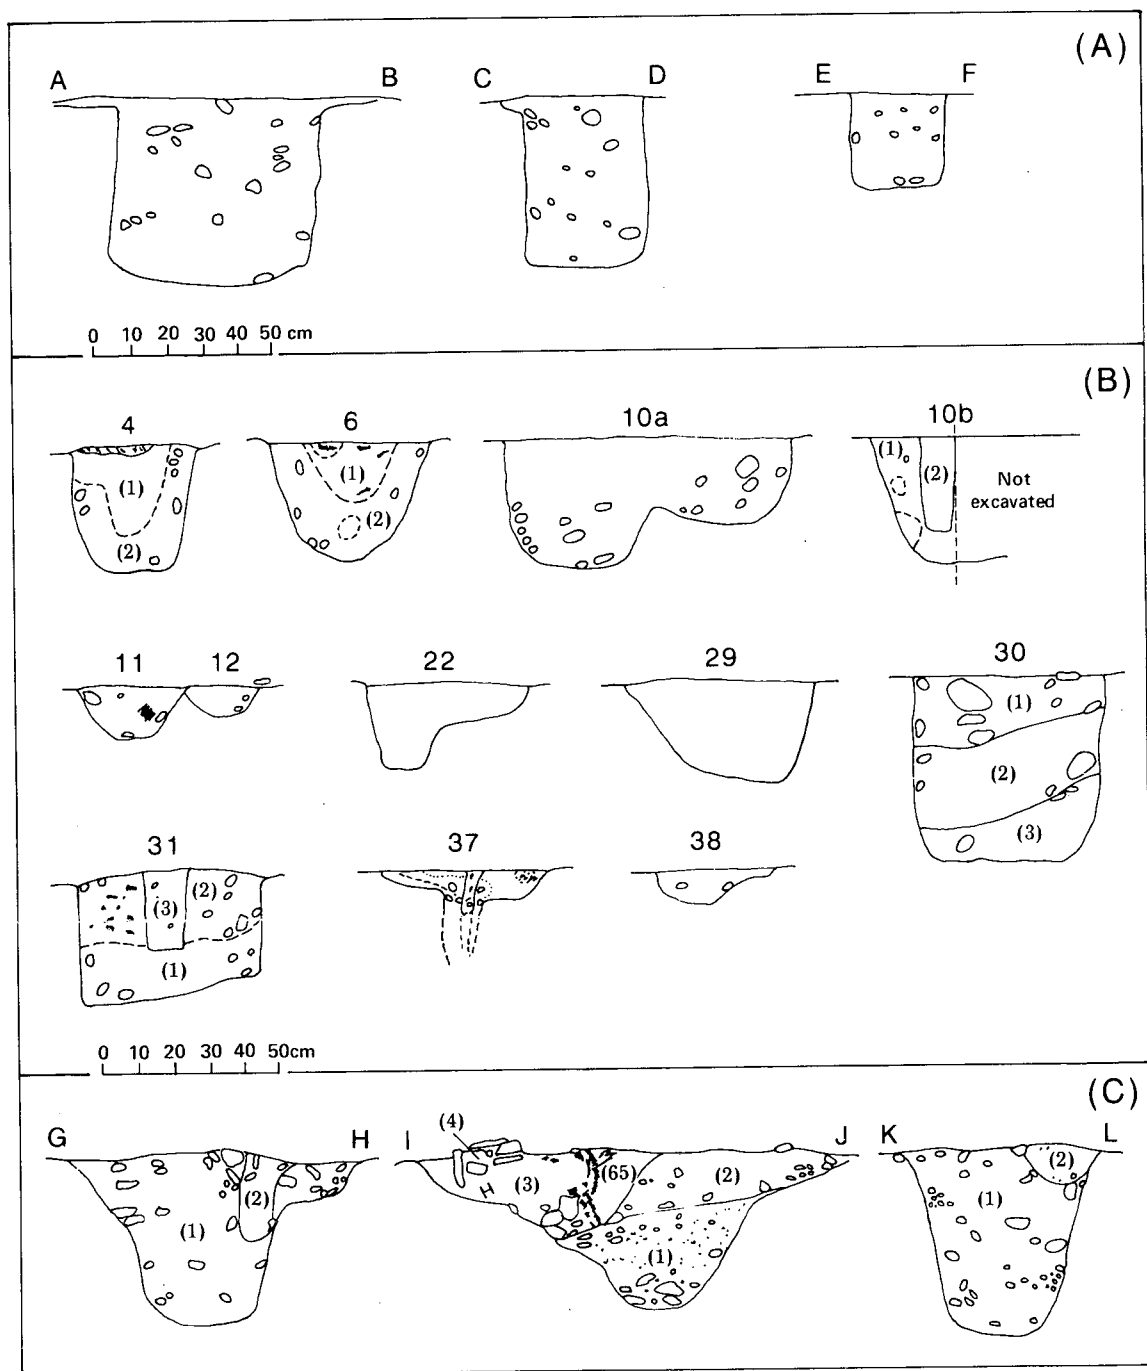 (A)
A B C D E F
0 10 20 30 40 50 cm
(B)
4 6 10a 10b
(1) (2)
(1) (2)
(1) (2) Not
excavated
11 12 22 29 30
(1)
(2)
(3)
31 37 38
(3) (2)
(1)
0 10 20 30 40 50cm
(C)
G H I (4) J K L
(1) (2)
H (3) (65) (2)
(1)
(1) (2)